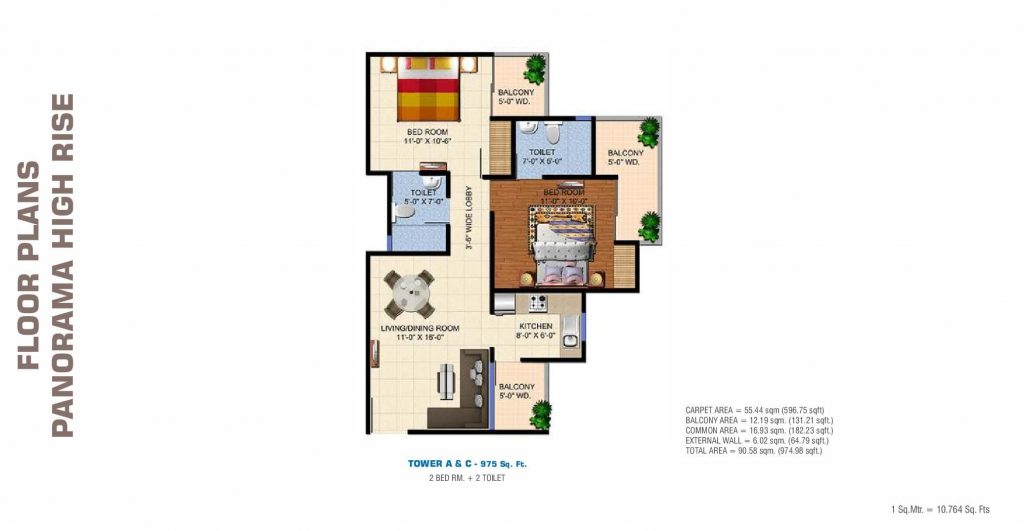 FLOOR PLANS
PANORAMA HIGH RISE
BALCONY
5'-0" WD.
BED ROOM
11'-0" X 10'-6"
TOILET
7'-0" X 5'-0"
BALCONY
5'-0" WD.
TOILET
5'-0" X 7'-0"
3'-6" WIDE LOBBY
BED ROOM
11'-0" X 10'-0"
LIVING/DINING ROOM
11'-0" X 16'-0"
KITCHEN
8'-0" X 6'-0"
BALCONY
5'-0" WD.
TOWER A & C - 975 Sq. Ft.
2 BED RM. + 2 TOILET
CARPET AREA = 55.44 sqm (596.75 sqft)
BALCONY AREA = 12.19 sqm. (131.21 sqft.)
COMMON AREA = 16.93 sqm. (182.23 sqft.)
EXTERNAL WALL = 6.02 sqm. (64.79 sqft.)
TOTAL AREA = 90.58 sqm. (974.98 sqft.)
1 Sq.Mtr. = 10.764 Sq. Fts